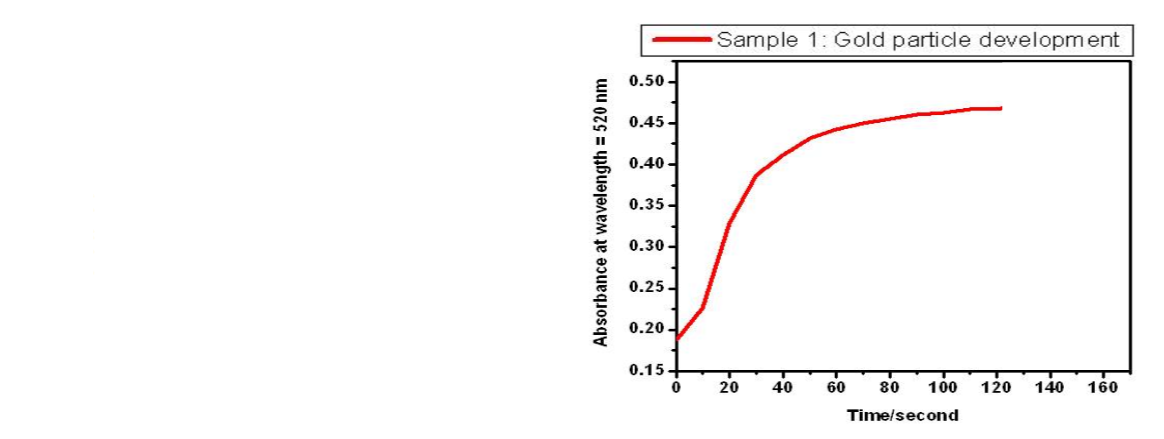 Sample 1: Gold particle development
Absorbance at wavelength = 520 nm
0.50
0.45
0.40
0.35
0.30
0.25
0.20
0.15
0 20 40 60 80 100 120 140 160
Time/second